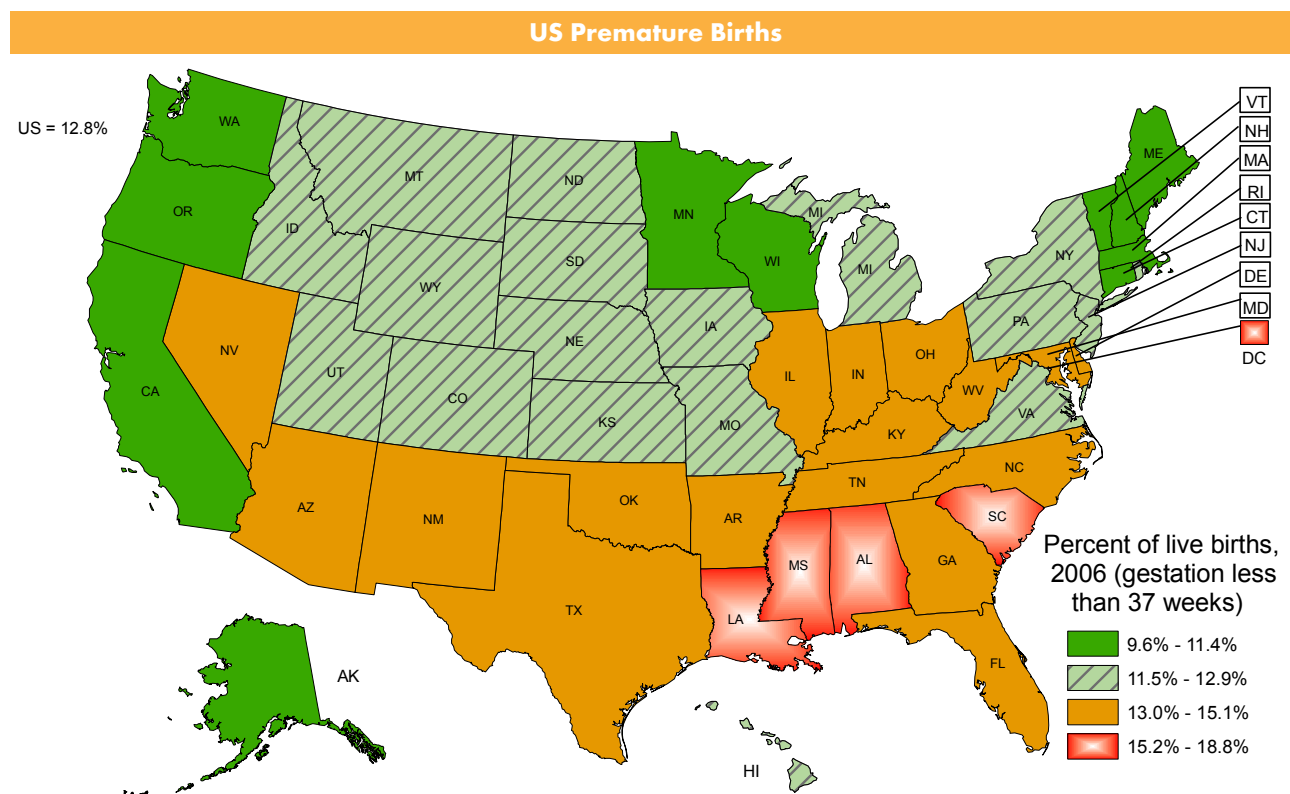 US Premature Births
US = 12.8%
WA
OR
CA
NV
ID
MT
WY
UT
CO
AZ
NM
ND
SD
NE
KS
OK
TX
MN
IA
MO
AR
LA
WI
IL
MI
MI
IN
OH
KY
TN
MS
AL
GA
FL
SC
NC
VA
WV
PA
NY
ME
VT
NH
MA
RI
CT
NJ
DE
MD
DC
AK
HI
Percent of live births,
2006 (gestation less
than 37 weeks)
9.6% - 11.4%
11.5% - 12.9%
13.0% - 15.1%
15.2% - 18.8%